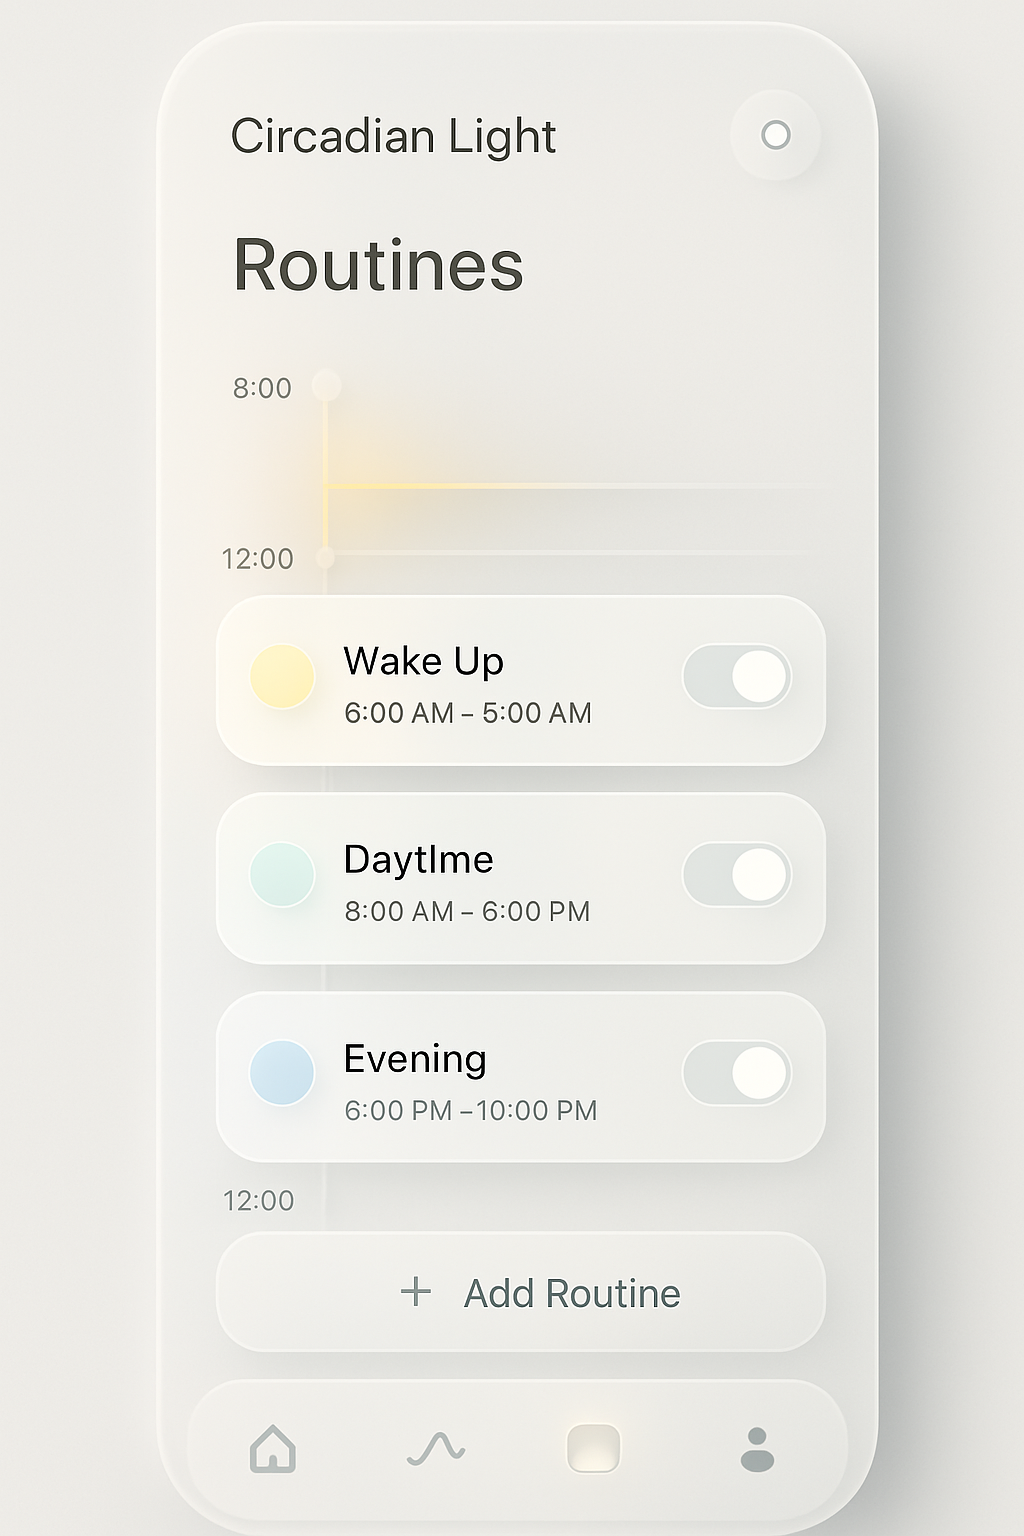 Circadian Light
Routines
8:00
12:00
Wake Up
6:00 AM – 5:00 AM
DaytIme
8:00 AM – 6:00 PM
Evening
6:00 PM –10:00 PM
12:00
+ Add Routine